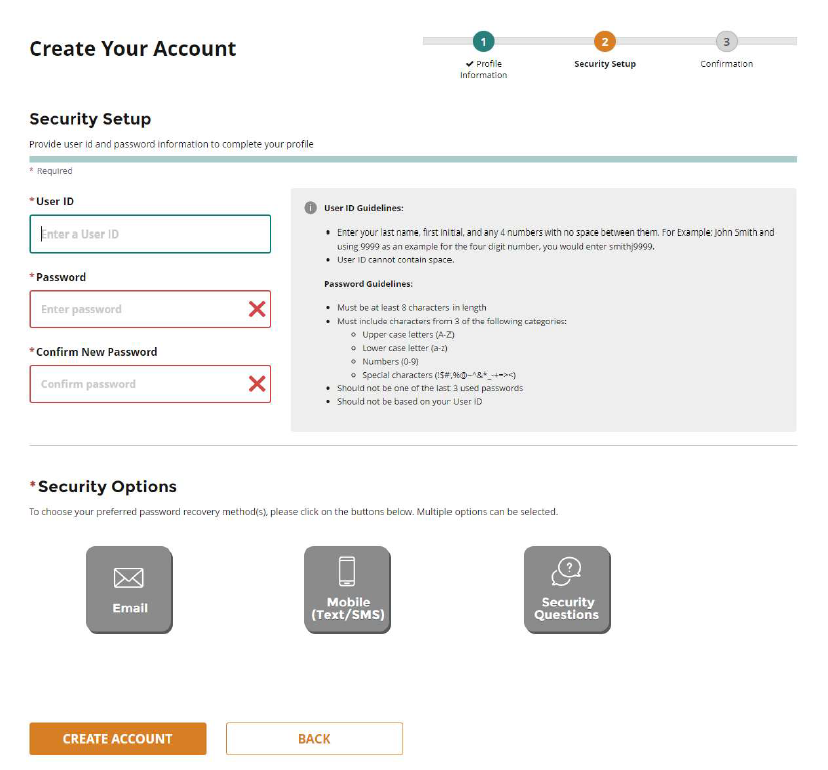 Create Your Account
1
2
3
✔ Profile
Information
Security Setup
Confirmation
Security Setup
Provide user id and password information to complete your profile
* Required
*User ID
Enter a User ID
*Password
Enter password
*Confirm New Password
Confirm password
i User ID Guidelines:
• Enter your last name, first initial, and any 4 numbers with no space between them. For Example: John Smith and
using 9999 as an example for the four digit number, you would enter smithj9999.
• User ID cannot contain space.
Password Guidelines:
• Must be at least 8 characters in length
• Must include characters from 3 of the following categories:
Upper case letters (A-Z)
Lower case letter (a-z)
Numbers (0-9)
Special characters
• Should not be one of the last 3 used passwords
• Should not be based on your User ID
*Security Options
To choose your preferred password recovery method(s), please click on the buttons below. Multiple options can be selected.
Email
Mobile
(Text/SMS)
?
Security
Questions
CREATE ACCOUNT
BACK